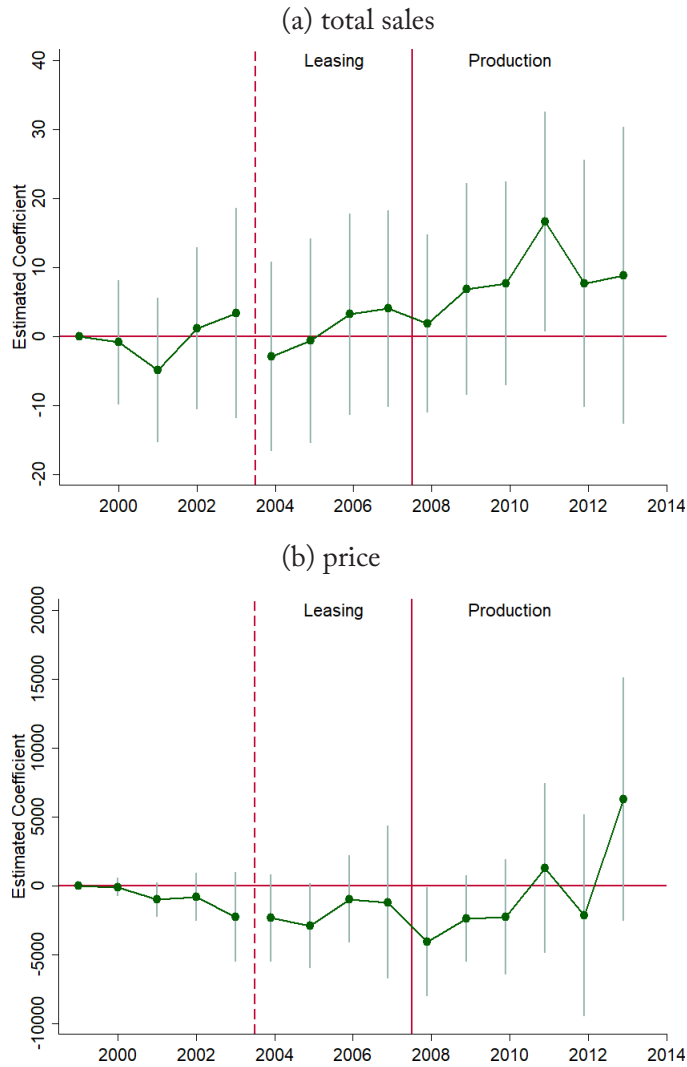 (a) total sales
Leasing Production
Estimated Coefficient
40
30
20
10
0
-10
-20
2000 2002 2004 2006 2008 2010 2012 2014
(b) price
Leasing Production
Estimated Coefficient
20000
15000
10000
5000
0
-5000
-10000
2000 2002 2004 2006 2008 2010 2012 2014